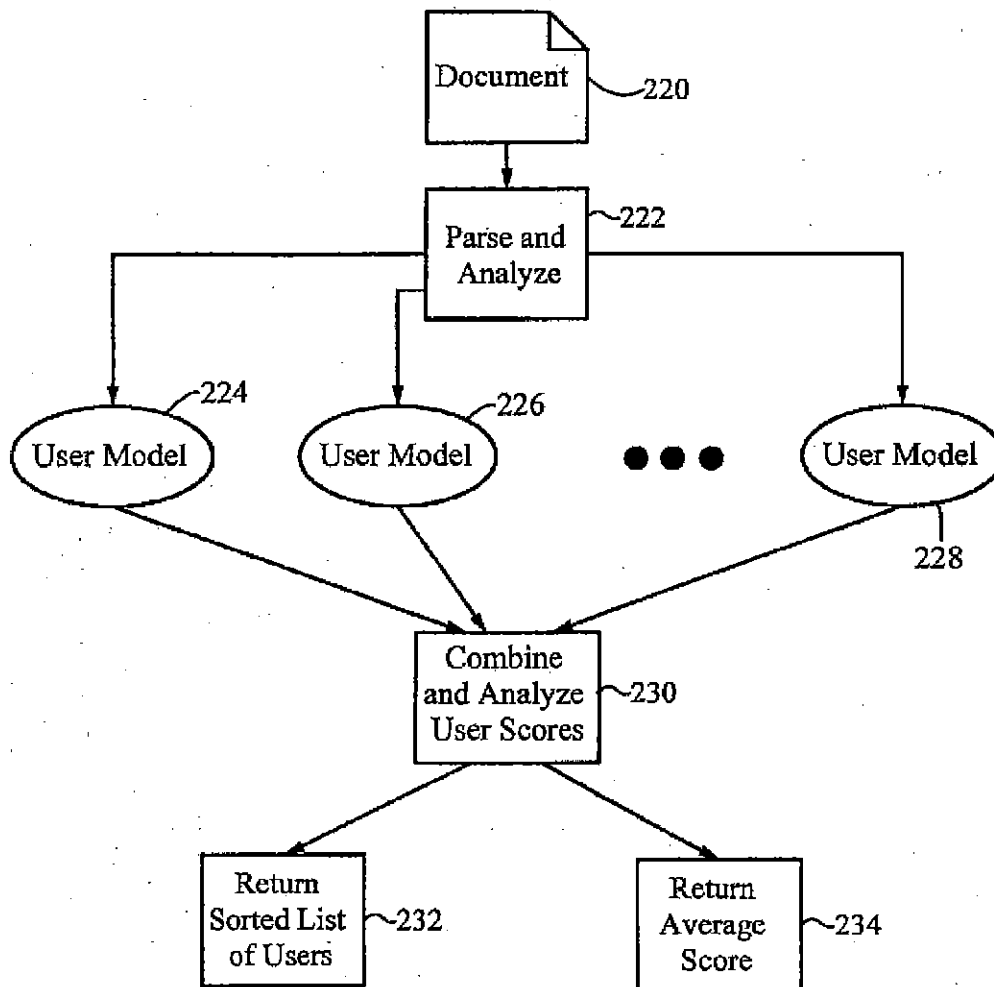 Document
220
Parse and
Analyze
222
224
226
User Model
User Model
User Model
228
Combine
and Analyze
User Scores
230
Return
Sorted List
of Users
232
Return
Average
Score
234